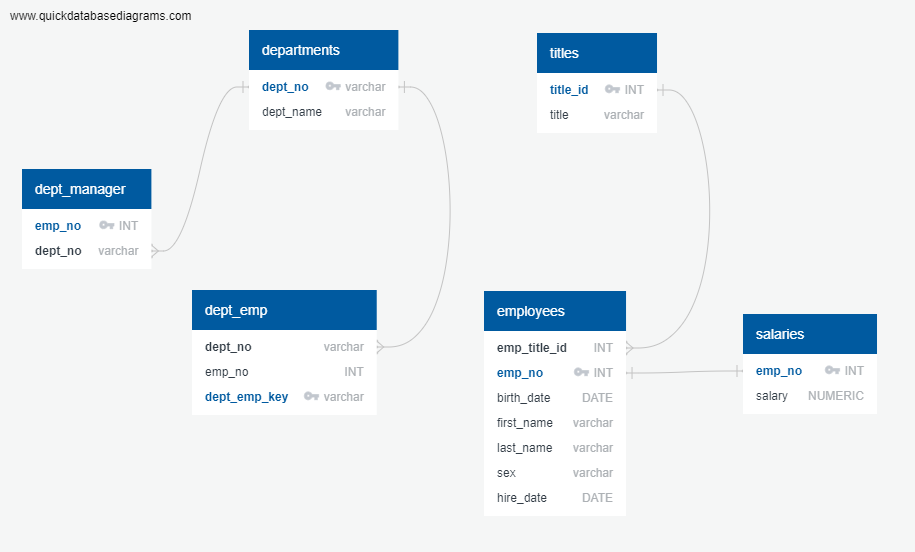 www.quickdatabasediagrams.com
departments
dept_no varchar
dept_name varchar
titles
title_id INT
title varchar
dept_manager
emp_no INT
dept_no varchar
dept_emp
dept_no varchar
emp_no INT
dept_emp_key varchar
employees
emp_title_id INT
emp_no INT
birth_date DATE
first_name varchar
last_name varchar
sex varchar
hire_date DATE
salaries
emp_no INT
salary NUMERIC